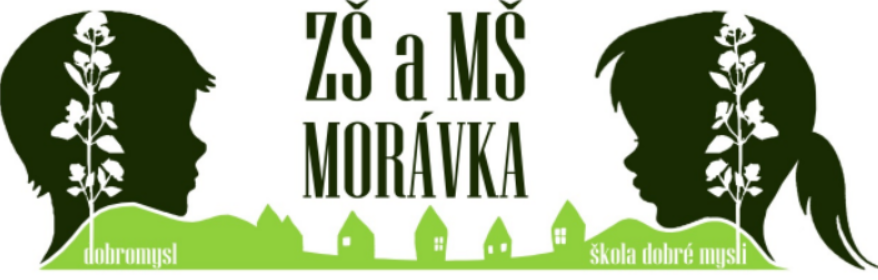 ZŠ a MŠ
MORÁVKA
dobromysl
škola dobré mysli